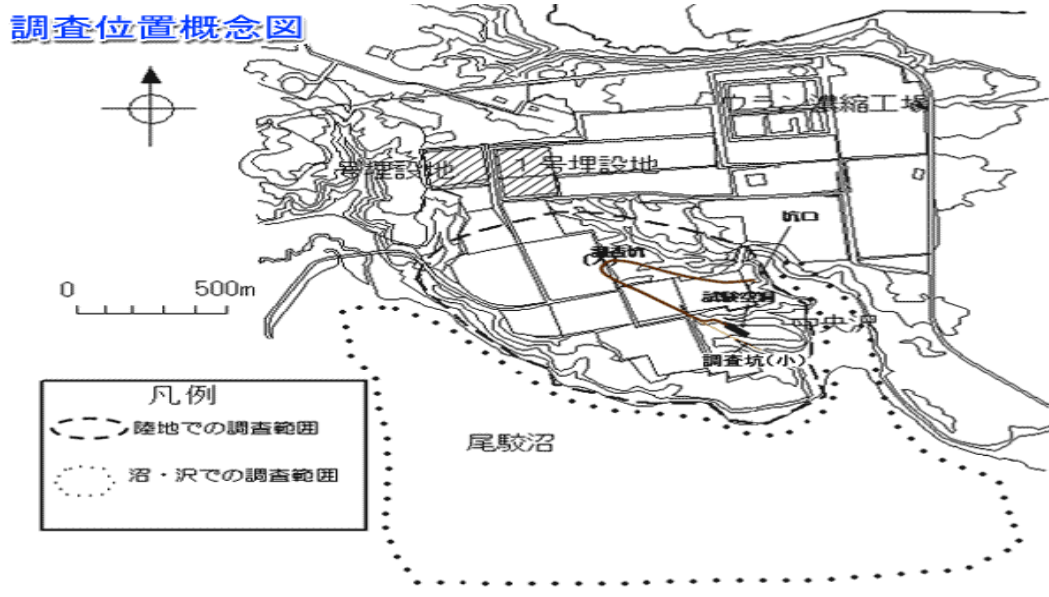 調査位置概念図
ウラン濃縮工場
号埋設地
1号埋設地
坑口
調査坑
0 500m
試験空洞
中央沢
調査坑(小)
凡例
陸地での調査範囲
沼・沢での調査範囲
尾駮沼